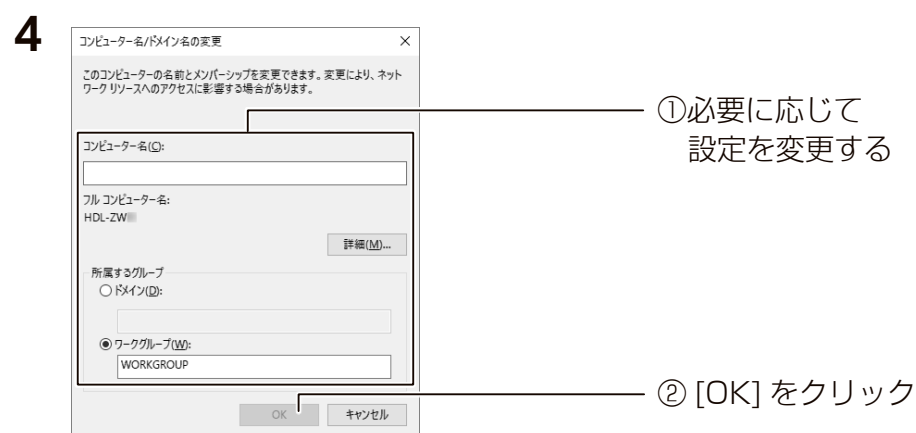 4
コンピューター名/ドメイン名の変更
このコンピューターの名前とメンバーシップを変更できます。変更により、ネット
ワーク リソースへのアクセスに影響する場合があります。
①必要に応じて
設定を変更する
コンピューター名(C):
フル コンピューター名:
HDL-ZW
詳細(M)...
所属するグループ
ドメイン(D):
ワークグループ(W):
WORKGROUP
② [OK] をクリック
OK
キャンセル